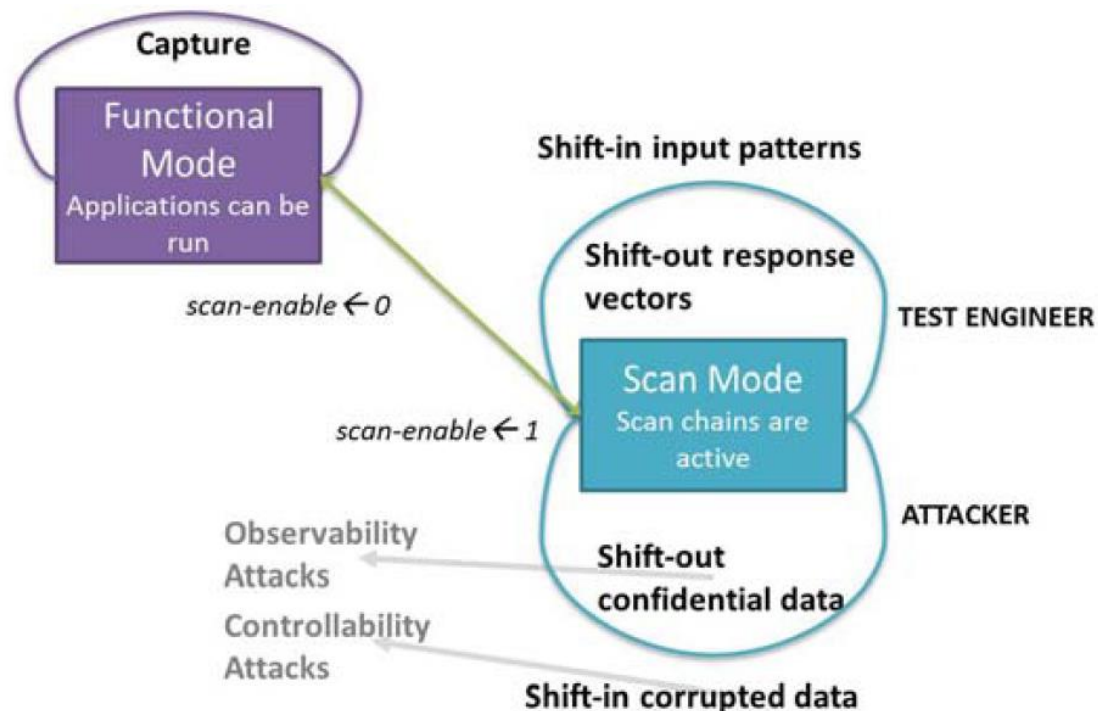 Capture
Functional
Mode
Applications can be
run
scan-enable ← 0
Shift-in input patterns
Shift-out response
vectors
TEST ENGINEER
Scan Mode
Scan chains are
active
scan-enable ← 1
ATTACKER
Observability
Attacks
Shift-out
confidential data
Controllability
Attacks
Shift-in corrupted data